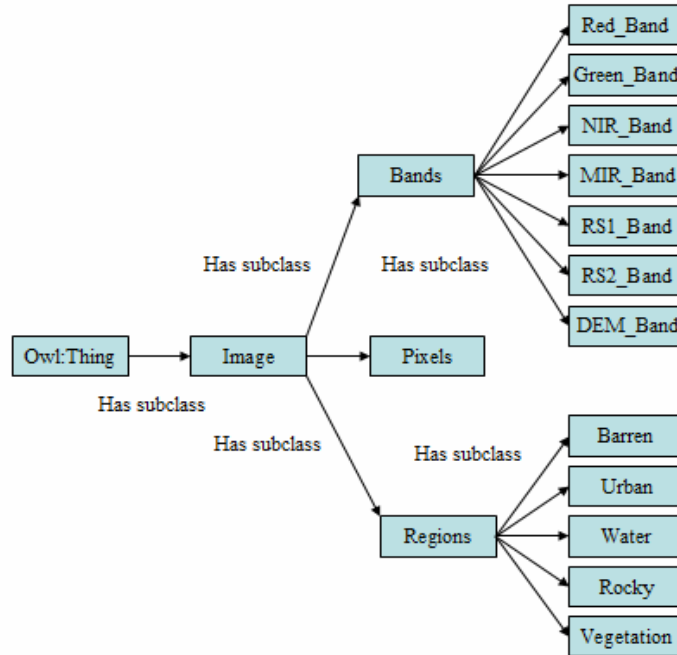 Red_Band
Green_Band
NIR_Band
MIR_Band
RS1_Band
RS2_Band
DEM_Band
Bands
Has subclass
Has subclass
Owl:Thing
Image
Pixels
Has subclass
Has subclass
Has subclass
Barren
Urban
Water
Rocky
Vegetation
Regions